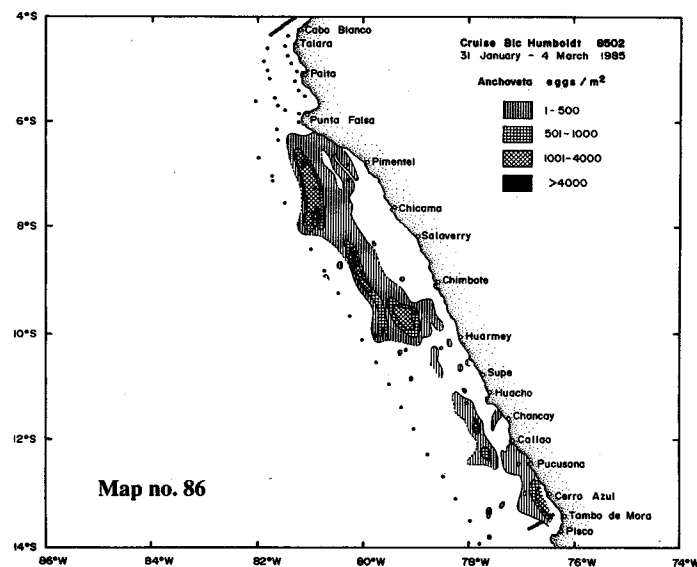 4°S
6°S
8°S
10°S
12°S
14°S
86°W
84°W
82°W
80°W
78°W
76°W
74°W
Cruise BIc Humboldt 8502
31 January - 4 March 1985
Anchoveta eggs / m²
1-500
501-1000
1001-4000
>4000
Cabo Blanco
Talara
Paita
Punta Falsa
Pimentel
Chicama
Salaverry
Chimbote
Huarmey
Supe
Huacho
Chancay
Callao
Pucusana
Cerro Azul
Tambo de Mora
Pisco
Map no. 86